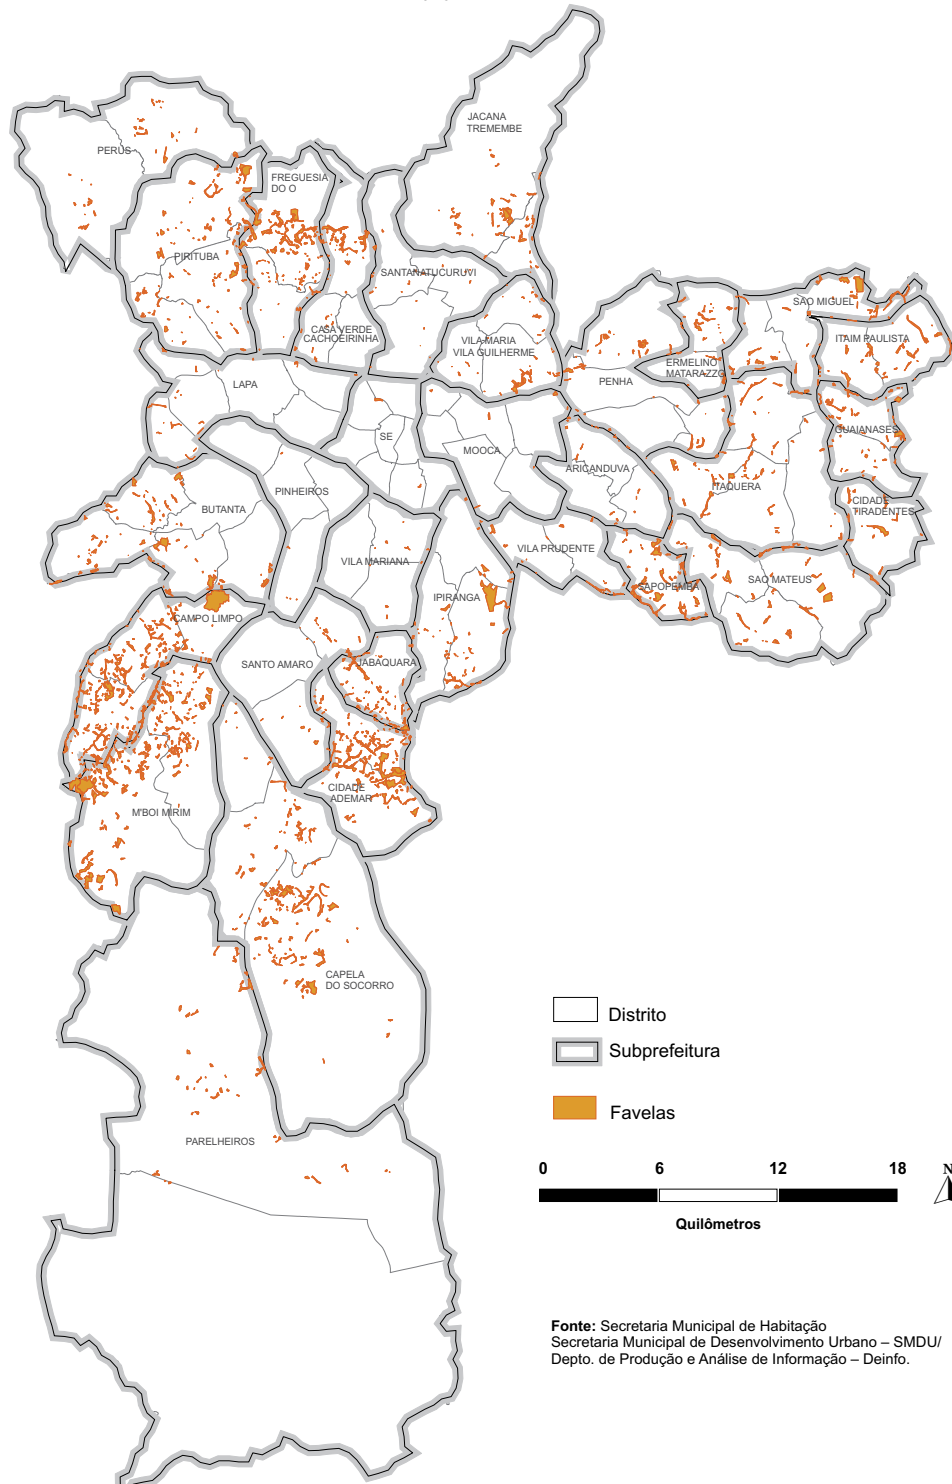 JACANA
TREMEMBE
PERUS
FREGUESIA
DO O
PIRITUBA
SANTANATUCURUVI
SAO MIGUEL
CASA VERDE
CACHOEIRINHA
VILA MARIA
VILA GUILHERME
ITAIM PAULISTA
ERMELINO
MATARAZZO
PENHA
LAPA
SE
MOOCA
GUAIANASES
ARICANDUVA
ITAQUERA
PINHEIROS
BUTANTA
CIDADE
TIRADENTES
VILA PRUDENTE
VILA MARIANA
SAPOPEMBA
SAO MATEUS
IPIRANGA
CAMPO LIMPO
SANTO AMARO
JABAQUARA
CIDADE
ADEMAR
M'BOI MIRIM
CAPELA
DO SOCORRO
PARELHEIROS
Distrito
Subprefeitura
Favelas
0 6 12 18
N
Quilômetros
Fonte: Secretaria Municipal de Habitação
Secretaria Municipal de Desenvolvimento Urbano – SMDU/
Depto. de Produção e Análise de Informação – Deinfo.